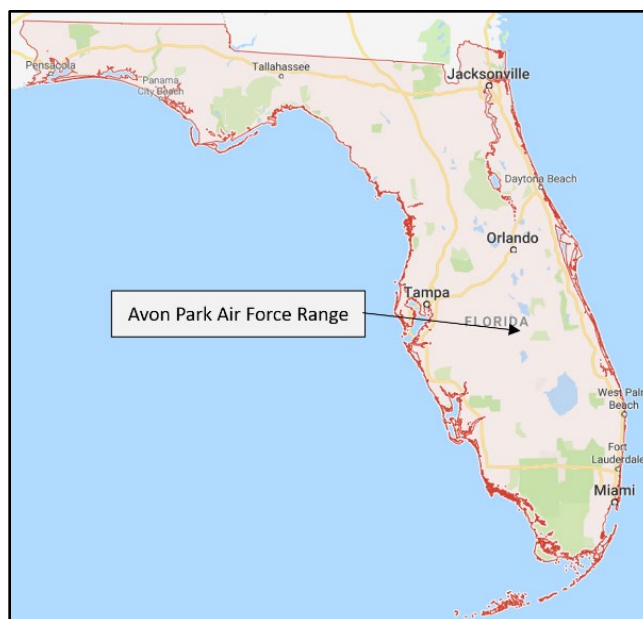 Pensacola
Panama
City Beach
Tallahassee
Jacksonville
Daytona Beach
Orlando
Tampa
Avon Park Air Force Range
FLORIDA
West Palm
Beach
Fort
Lauderdale
Miami